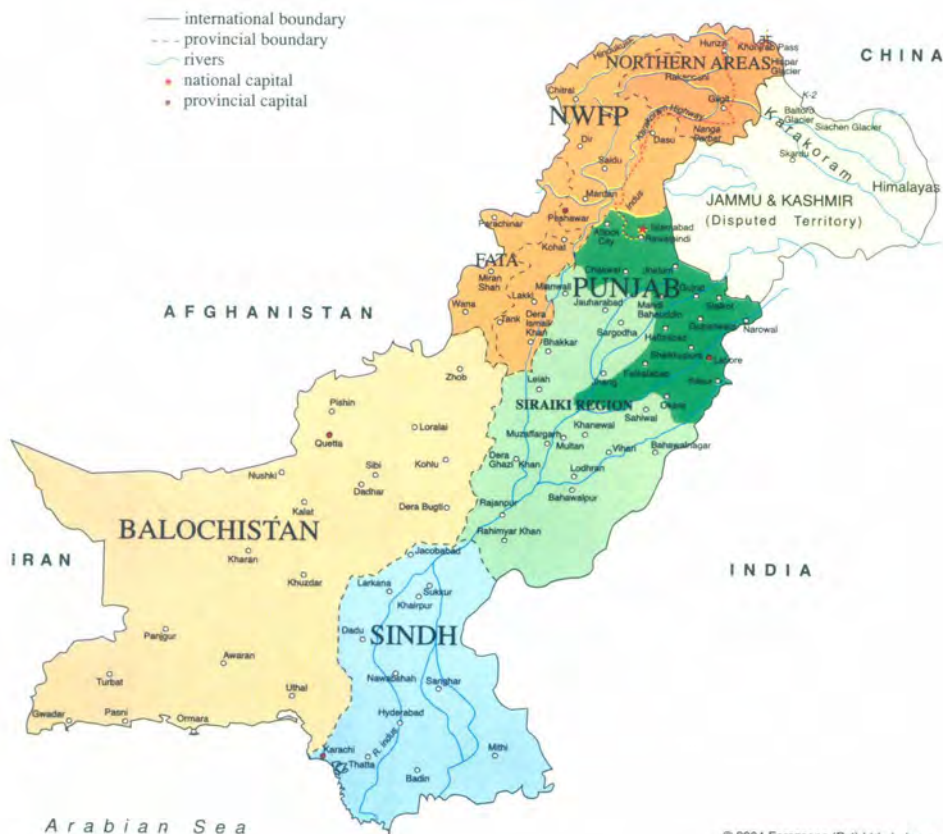 international boundary
provincial boundary
rivers
national capital
provincial capital
CHINA
Hindukush
Hunza
Khunjrab Pass
NORTHERN AREAS
Hispar
Glacier
Rakaposhi
Chitral
Gilgit
K-2
Baltoro
Glacier
Siachen Glacier
NWFP
Karakoram Highway
Karakoram
Nanga
Parbat
Dir
Dasu
Skardu
Saidu
Himalayas
Mardan
Indus
JAMMU & KASHMIR
(Disputed Territory)
Parachinar
Peshawar
Attock
City
Islamabad
Rawalpindi
Kohat
FATA
Miran
Shah
Chakwal
Jhelum
PUNJAB
Mianwali
Gujrat
Lakki
Jauharabad
Mandi
Bahauddin
Sialkot
Wana
AFGHANISTAN
Tank
Dera
Ismail
Khan
Sargodha
Gujranwala
Narowal
Hafizabad
Bhakkar
Sheikhupura
Lahore
Zhob
Faisalabad
Jhang
Kasur
Leiah
Okara
SIRAIKI REGION
Pishin
Sahiwal
Khanewal
Loralai
Quetta
Muzaffargarh
Multan
Vihari
Bahawalnagar
Nushki
Sibi
Kohlu
Dera
Ghazi Khan
Lodhran
Dadhar
Bahawalpur
Kalat
Dera Bugti
Rajanpur
BALOCHISTAN
Rahimyar Khan
IRAN
Kharan
Jacobabad
INDIA
Khuzdar
Larkana
Sukkur
Khairpur
Panjgur
Dadu
SINDH
Awaran
Turbat
Nawabshah
Sanghar
Uthal
Gwadar
Pasni
Ormara
Hyderabad
R. Indus
Karachi
Thatta
Mithi
Badin
Arabian Sea